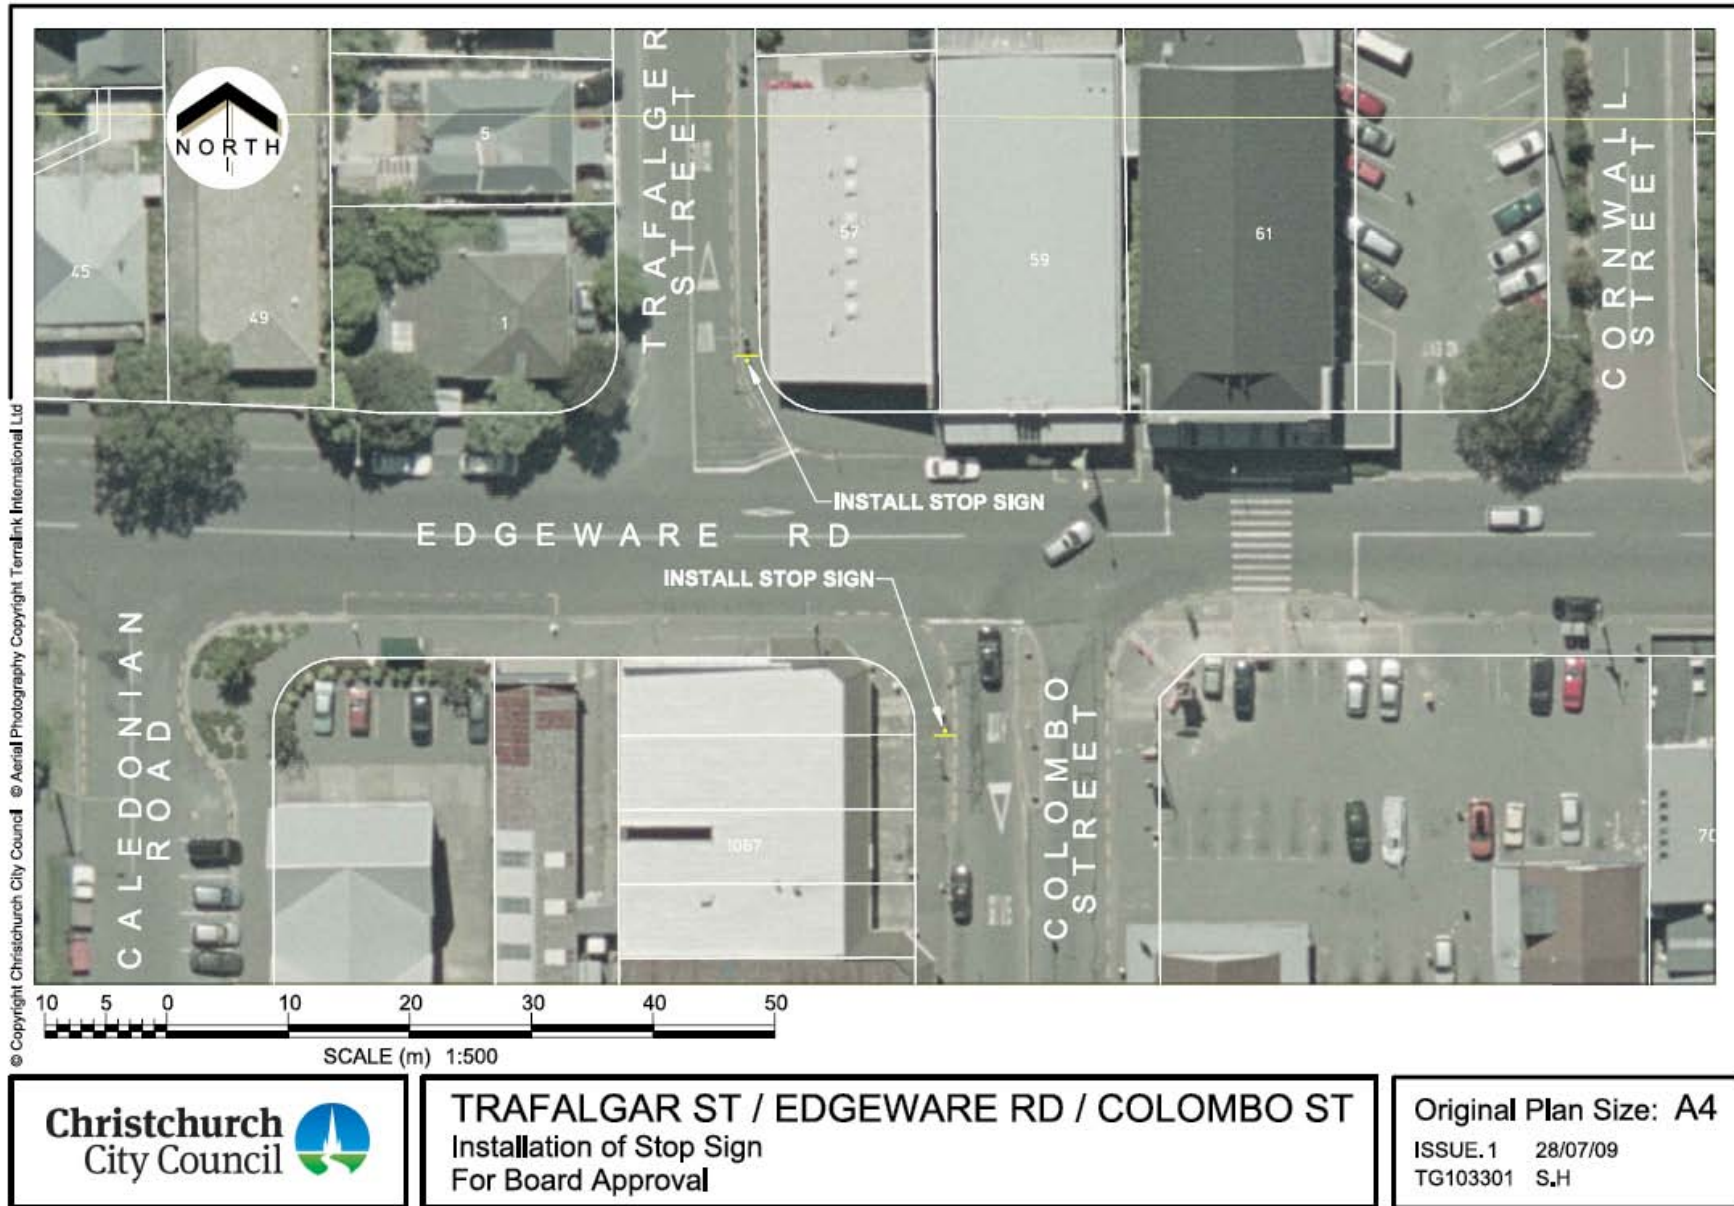 NORTH
TRAFALGER
STREET
CORNWALL
STREET
5
57
59
61
45
49
1
INSTALL STOP SIGN
EDGEWARE RD
INSTALL STOP SIGN
CALEDONIAN
ROAD
COLOMBO
STREET
1067
70
© Copyright Christchurch City Council © Aerial Photography Copyright Terralink International Ltd
10 5 0 10 20 30 40 50
SCALE (m) 1:500
Christchurch
City Council
TRAFALGAR ST / EDGEWARE RD / COLOMBO ST
Installation of Stop Sign
For Board Approval
Original Plan Size: A4
ISSUE.1 28/07/09
TG103301 S.H